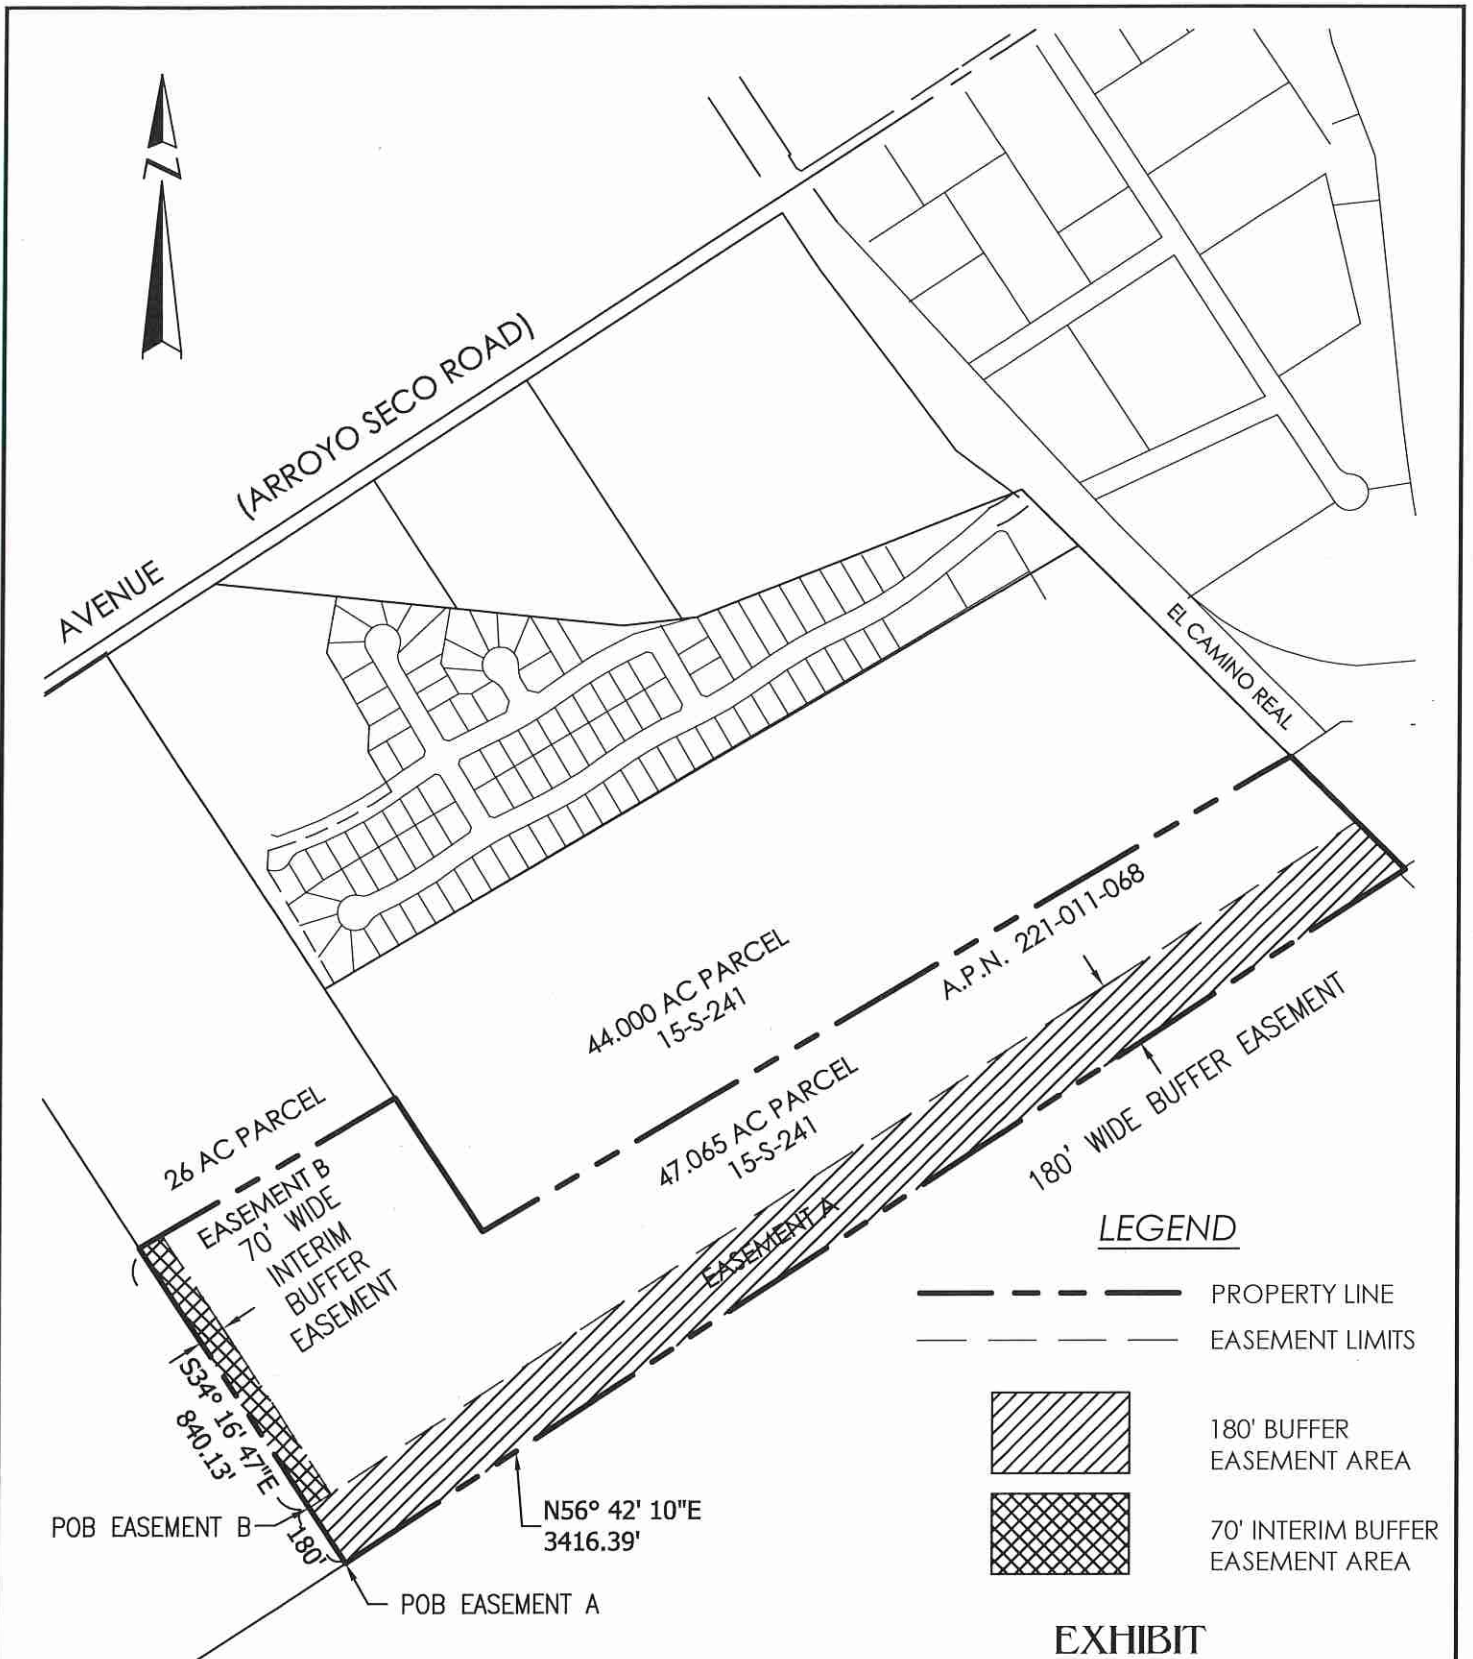 N
AVENUE
(ARROYO SECO ROAD)
EL CAMINO REAL
44.000 AC PARCEL
15-S-241
A.P.N. 221-011-068
47.065 AC PARCEL
15-S-241
180' WIDE BUFFER EASEMENT
26 AC PARCEL
EASEMENT B
70' WIDE
INTERIM
BUFFER
EASEMENT
EASEMENT A
S34° 16' 47"E
840.13'
POB EASEMENT B
180'
N56° 42' 10"E
3416.39'
POB EASEMENT A
LEGEND
PROPERTY LINE
EASEMENT LIMITS
180' BUFFER
EASEMENT AREA
70' INTERIM BUFFER
EASEMENT AREA
EXHIBIT